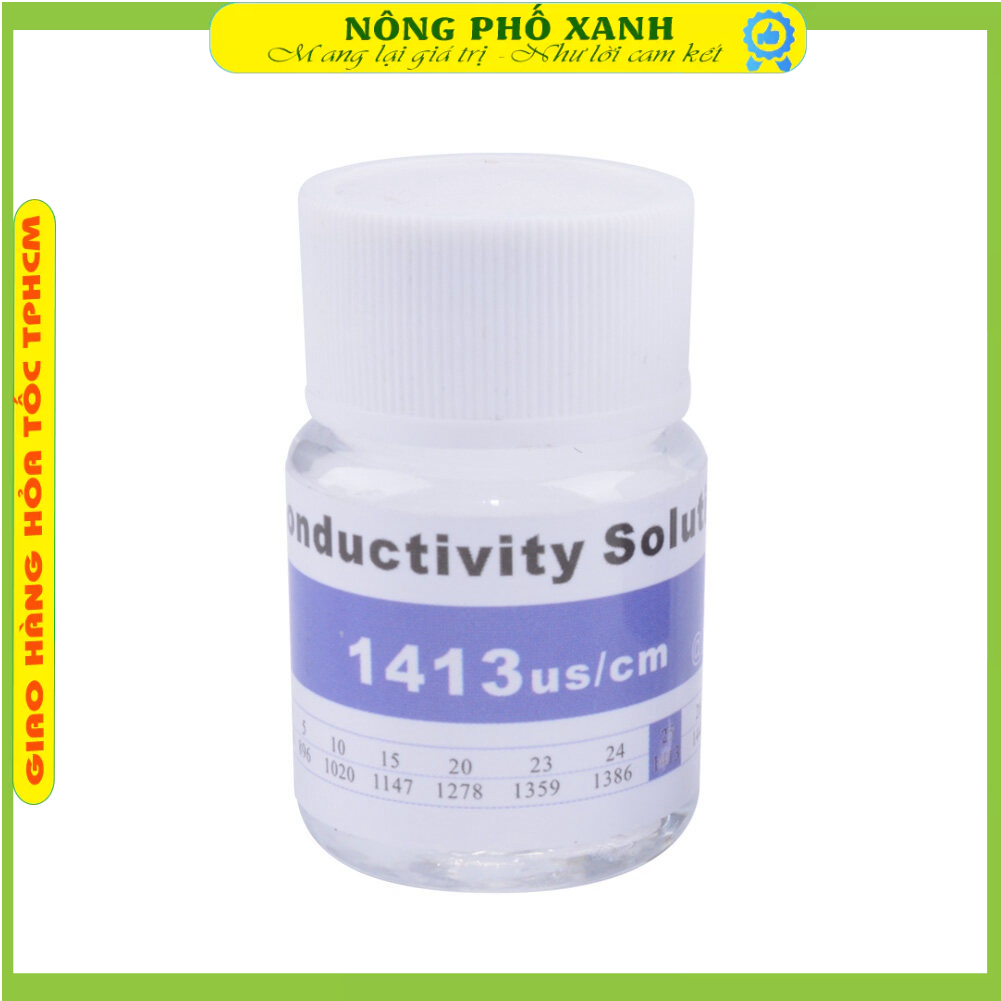 NÔNG PHỐ XANH
Mang lại giá trị - Như lời cam kết
GIAO HÀNG HỎA TỐC TPHCM
onductivity Solut
1413us/cm
5 10 15 20 23 24
1020 1147 1278 1359 1386